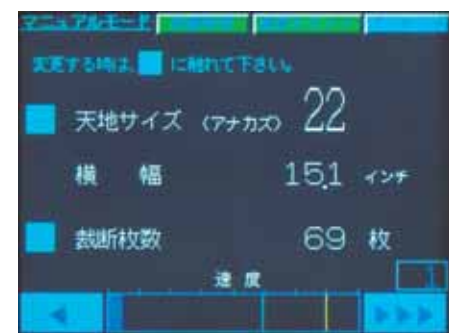 マニュアルモード
変更する時は、 に触れて下さい。
天地サイズ (アナカズ) 22
横 幅 15.1 インチ
裁断枚数 69 枚
速 度 1